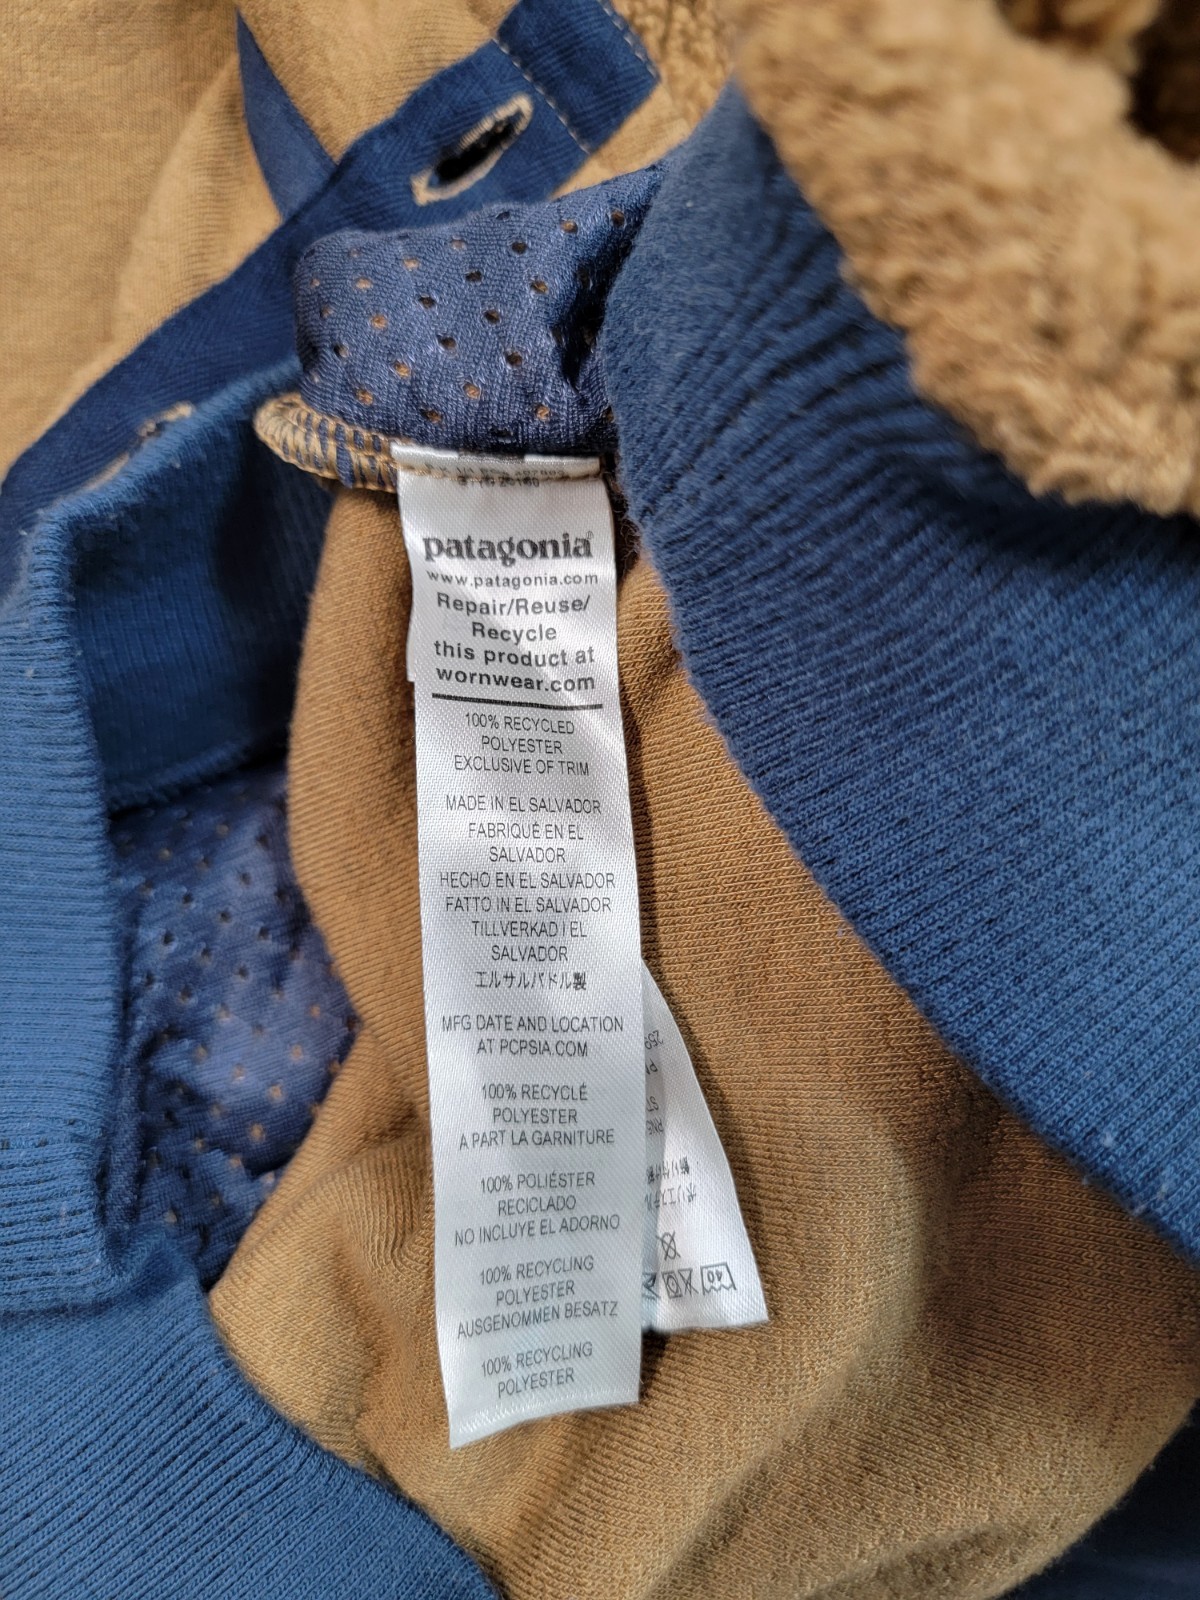 patagonia®
www.patagonia.com
Repair/Reuse/
Recycle
this product at
wornwear.com
100% RECYCLED
POLYESTER
EXCLUSIVE OF TRIM
MADE IN EL SALVADOR
FABRIQUÉ EN EL
SALVADOR
HECHO EN EL SALVADOR
FATTO IN EL SALVADOR
TILLVERKAD I EL
SALVADOR
エルサルバドル製
MFG DATE AND LOCATION
AT PCPSIA.COM
100% RECYCLÉ
POLYESTER
A PART LA GARNITURE
100% POLIÉSTER
RECICLADO
NO INCLUYE EL ADORNO
100% RECYCLING
POLYESTER
AUSGENOMMEN BESATZ
100% RECYCLING
POLYESTER
40